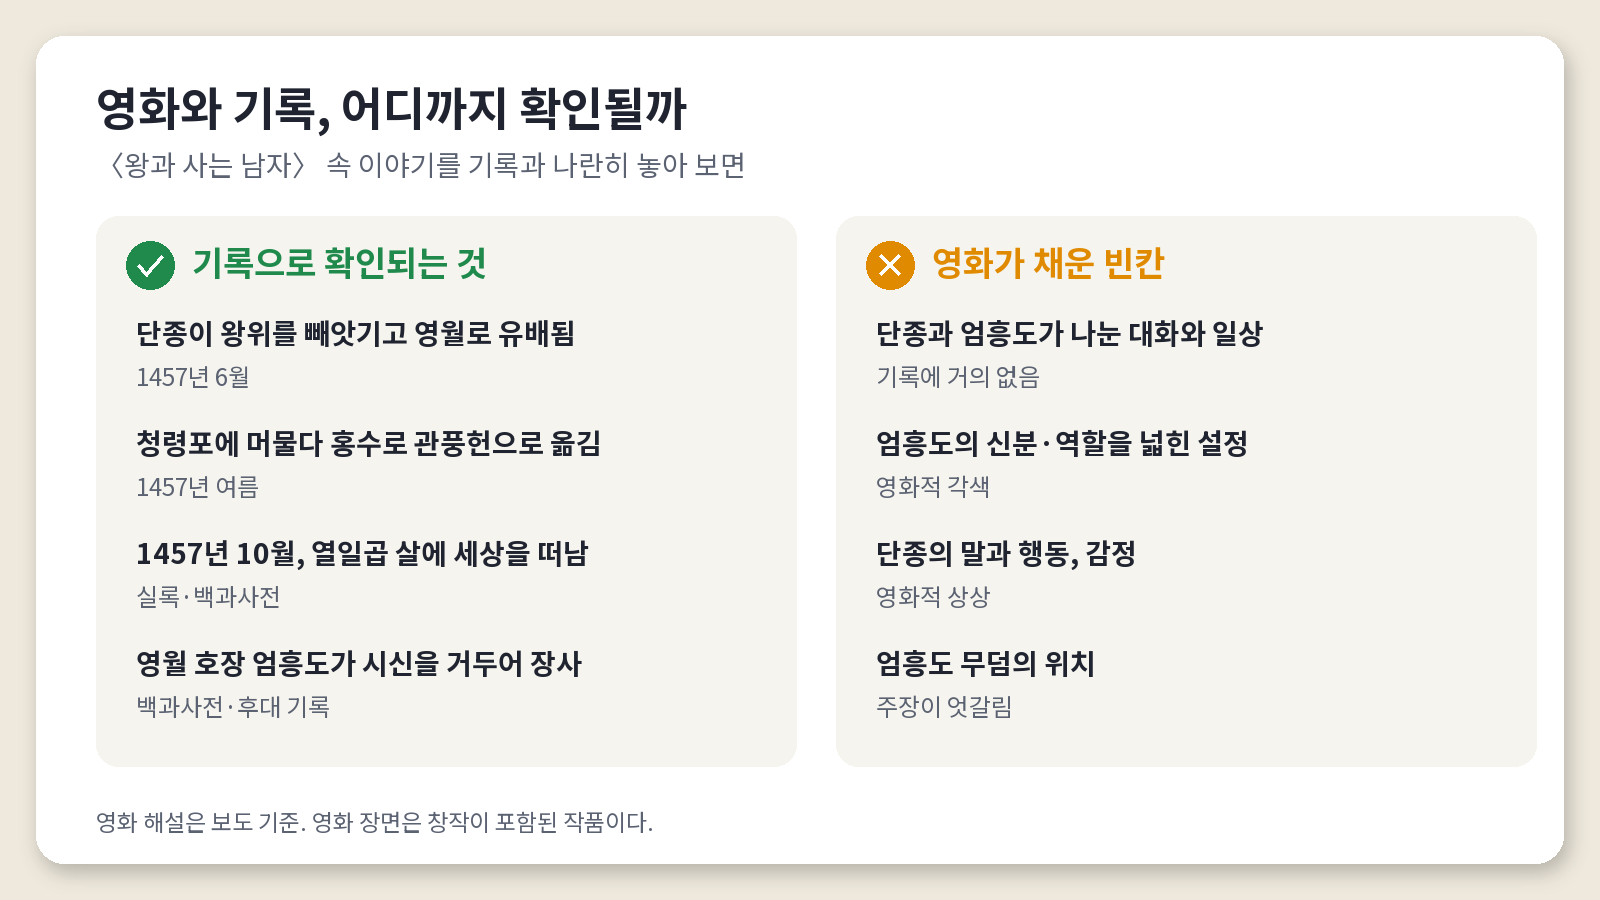 영화와 기록, 어디까지 확인될까
〈왕과 사는 남자〉 속 이야기를 기록과 나란히 놓아 보면
기록으로 확인되는 것
단종이 왕위를 빼앗기고 영월로 유배됨
1457년 6월
청령포에 머물다 홍수로 관풍헌으로 옮김
1457년 여름
1457년 10월, 열일곱 살에 세상을 떠남
실록·백과사전
영월 호장 엄흥도가 시신을 거두어 장사
백과사전·후대 기록
영화가 채운 빈칸
단종과 엄흥도가 나눈 대화와 일상
기록에 거의 없음
엄흥도의 신분·역할을 넓힌 설정
영화적 각색
단종의 말과 행동, 감정
영화적 상상
엄흥도 무덤의 위치
주장이 엇갈림
영화 해설은 보도 기준. 영화 장면은 창작이 포함된 작품이다.